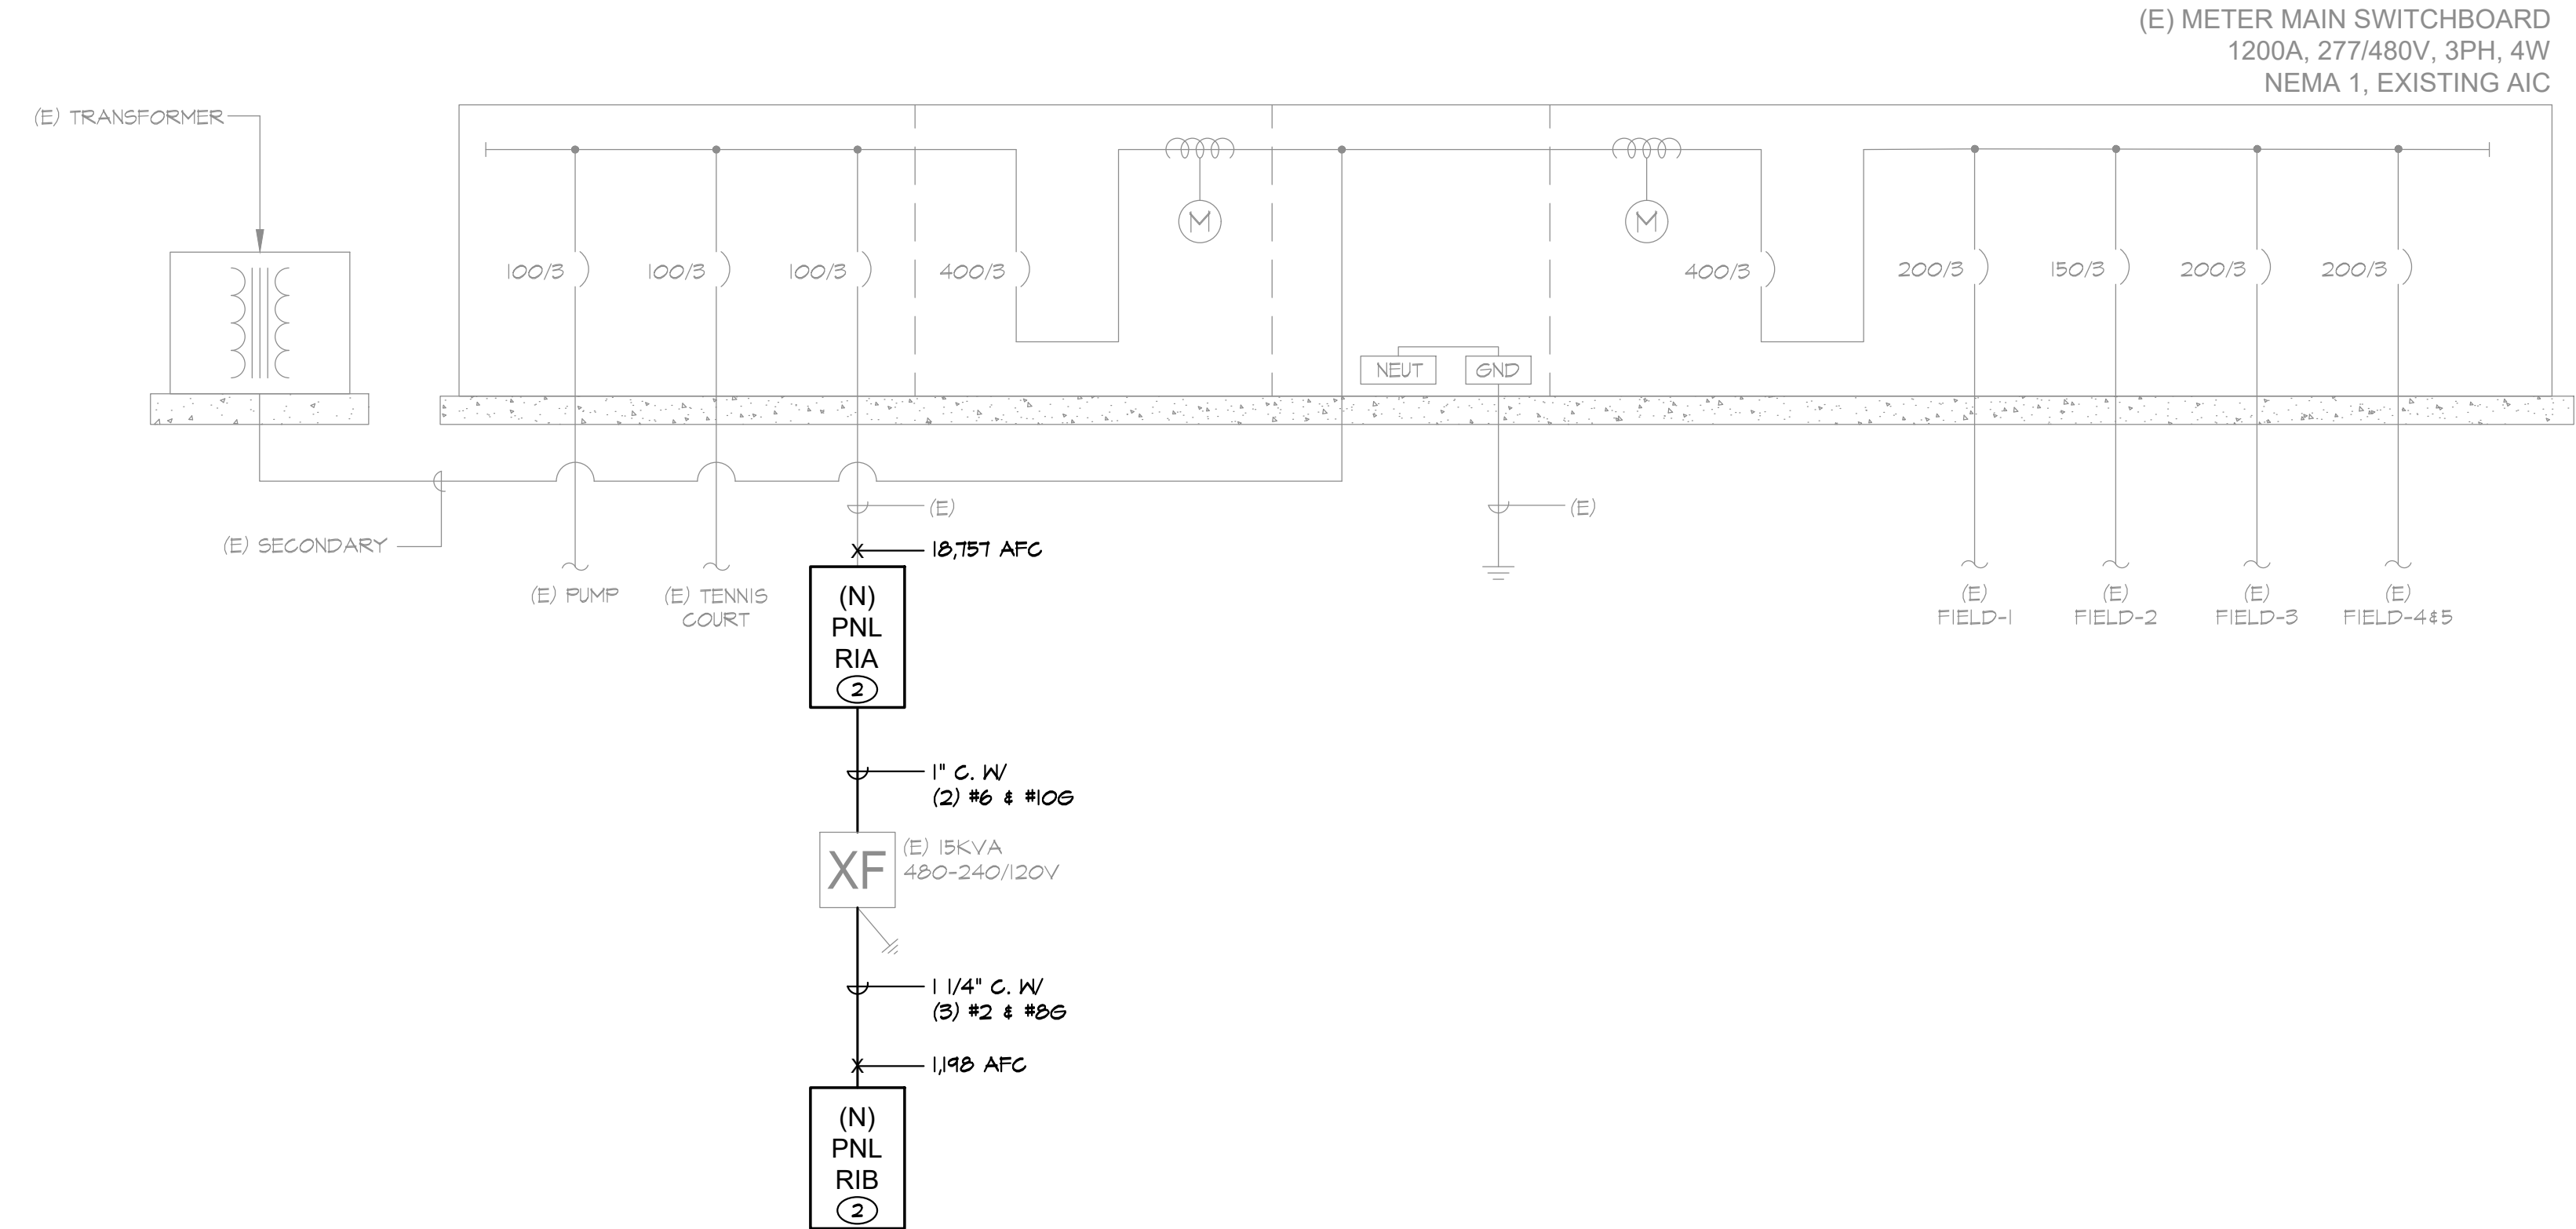 (E) METER MAIN SWITCHBOARD
1200A, 277/480V, 3PH, 4W
NEMA 1, EXISTING AIC
(E) TRANSFORMER
M
M
100/3
100/3
100/3
400/3
400/3
200/3
150/3
200/3
200/3
NEUT
GND
(E)
(E)
(E) SECONDARY
18,757 AFC
(E) PUMP
(E) TENNIS
COURT
(E)
FIELD-1
(E)
FIELD-2
(E)
FIELD-3
(E)
FIELD-4&5
(N)
PNL
RIA
2
1" C. W/
(2) #6 & #10G
XF
(E) 15KVA
480-240/120V
1 1/4" C. W/
(3) #2 & #8G
1,198 AFC
(N)
PNL
RIB
2